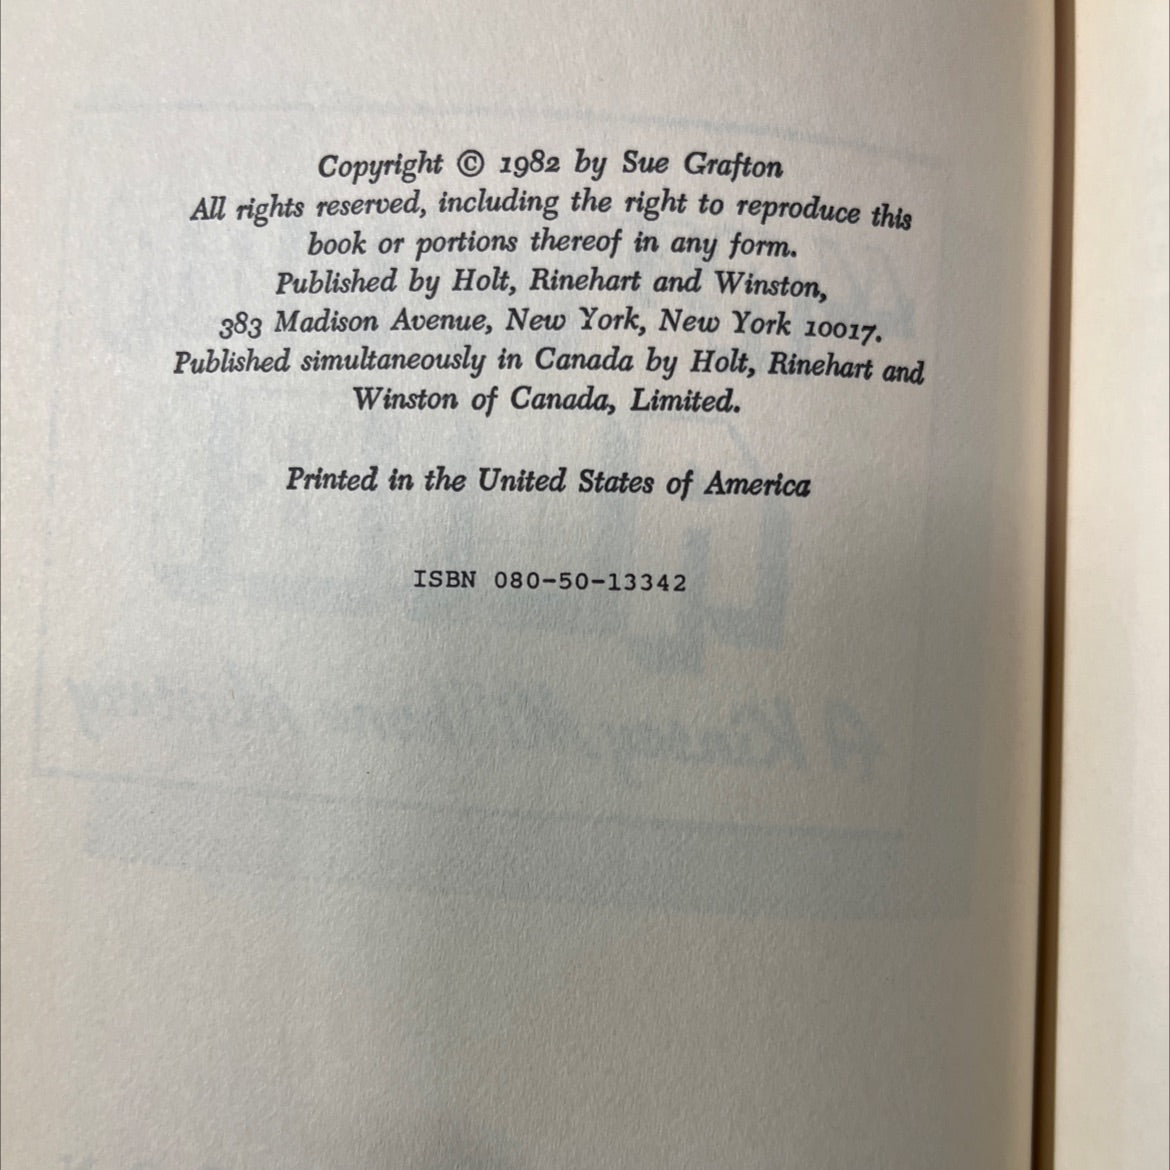 Copyright © 1982 by Sue Grafton
All rights reserved, including the right to reproduce this
book or portions thereof in any form.
Published by Holt, Rinehart and Winston,
383 Madison Avenue, New York, New York 10017.
Published simultaneously in Canada by Holt, Rinehart and
Winston of Canada, Limited.
Printed in the United States of America
ISBN 080-50-13342